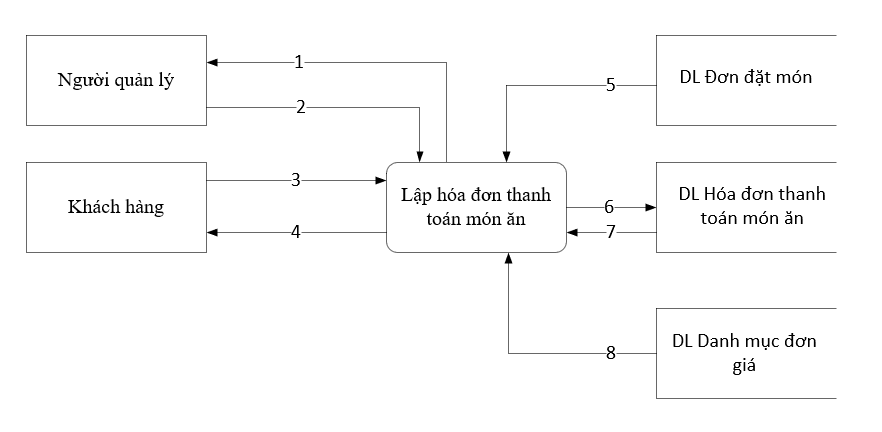 Người quản lý
1
2
Khách hàng
3
4
Lập hóa đơn thanh
toán món ăn
5
DL Đơn đặt món
6
7
DL Hóa đơn thanh
toán món ăn
8
DL Danh mục đơn
giá